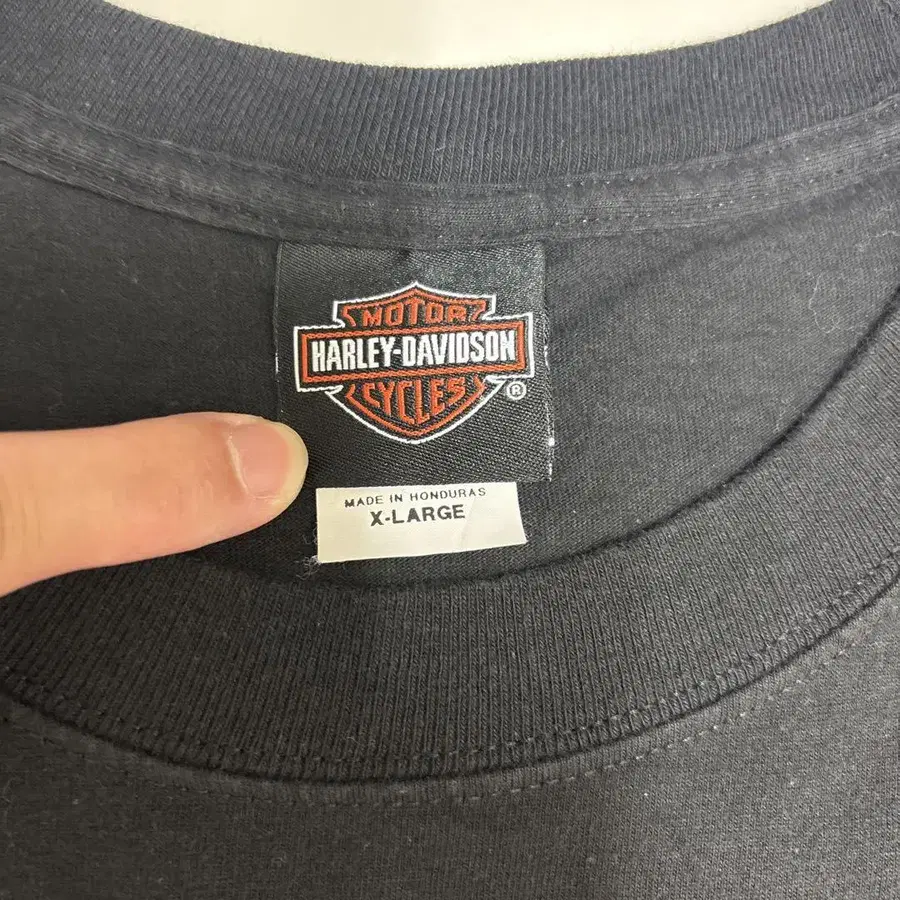 MOTOR
HARLEY-DAVIDSON
CYCLES
®
MADE IN HONDURAS
X-LARGE